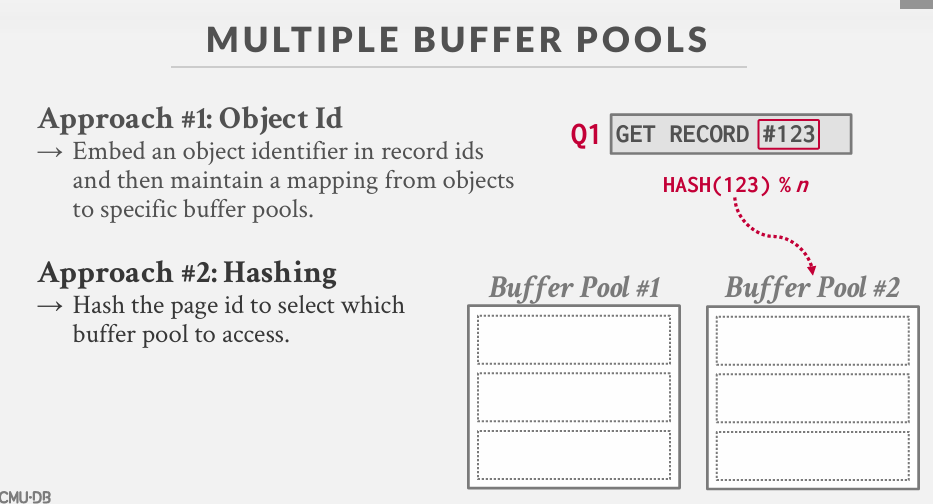 MULTIPLE BUFFER POOLS
Approach #1: Object Id
→ Embed an object identifier in record ids
and then maintain a mapping from objects
to specific buffer pools.
Approach #2: Hashing
→ Hash the page id to select which
buffer pool to access.
Q1 GET RECORD #123
HASH(123) % n
Buffer Pool #1
Buffer Pool #2
CMU·DB